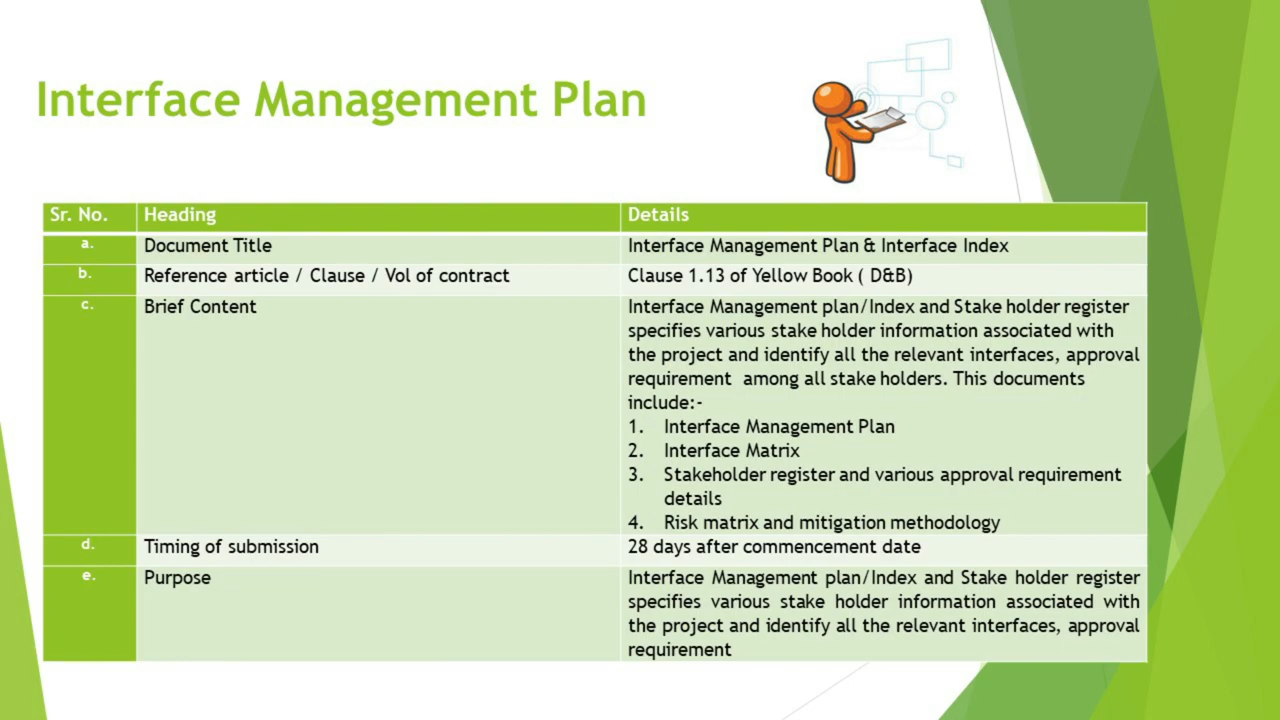 Interface Management Plan
Sr. No. Heading Details
a. Document Title Interface Management Plan & Interface Index
b. Reference article / Clause / Vol of contract Clause 1.13 of Yellow Book ( D&B)
c. Brief Content Interface Management plan/Index and Stake holder register
specifies various stake holder information associated with
the project and identify all the relevant interfaces, approval
requirement among all stake holders. This documents
include:-
1. Interface Management Plan
2. Interface Matrix
3. Stakeholder register and various approval requirement
details
4. Risk matrix and mitigation methodology
d. Timing of submission 28 days after commencement date
e. Purpose Interface Management plan/Index and Stake holder register
specifies various stake holder information associated with
the project and identify all the relevant interfaces, approval
requirement